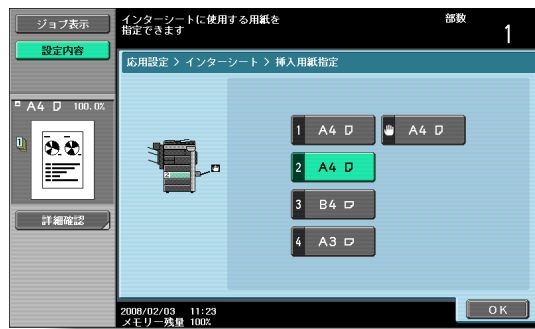 ジョブ表示
設定内容
インターシートに使用する用紙を
指定できます
部数
1
応用設定 > インターシート > 挿入用紙指定
A4 100.0%
1 A4
A4
2 A4
3 B4
4 A3
2
詳細確認
2008/02/03 11:23
メモリー残量 100%
OK